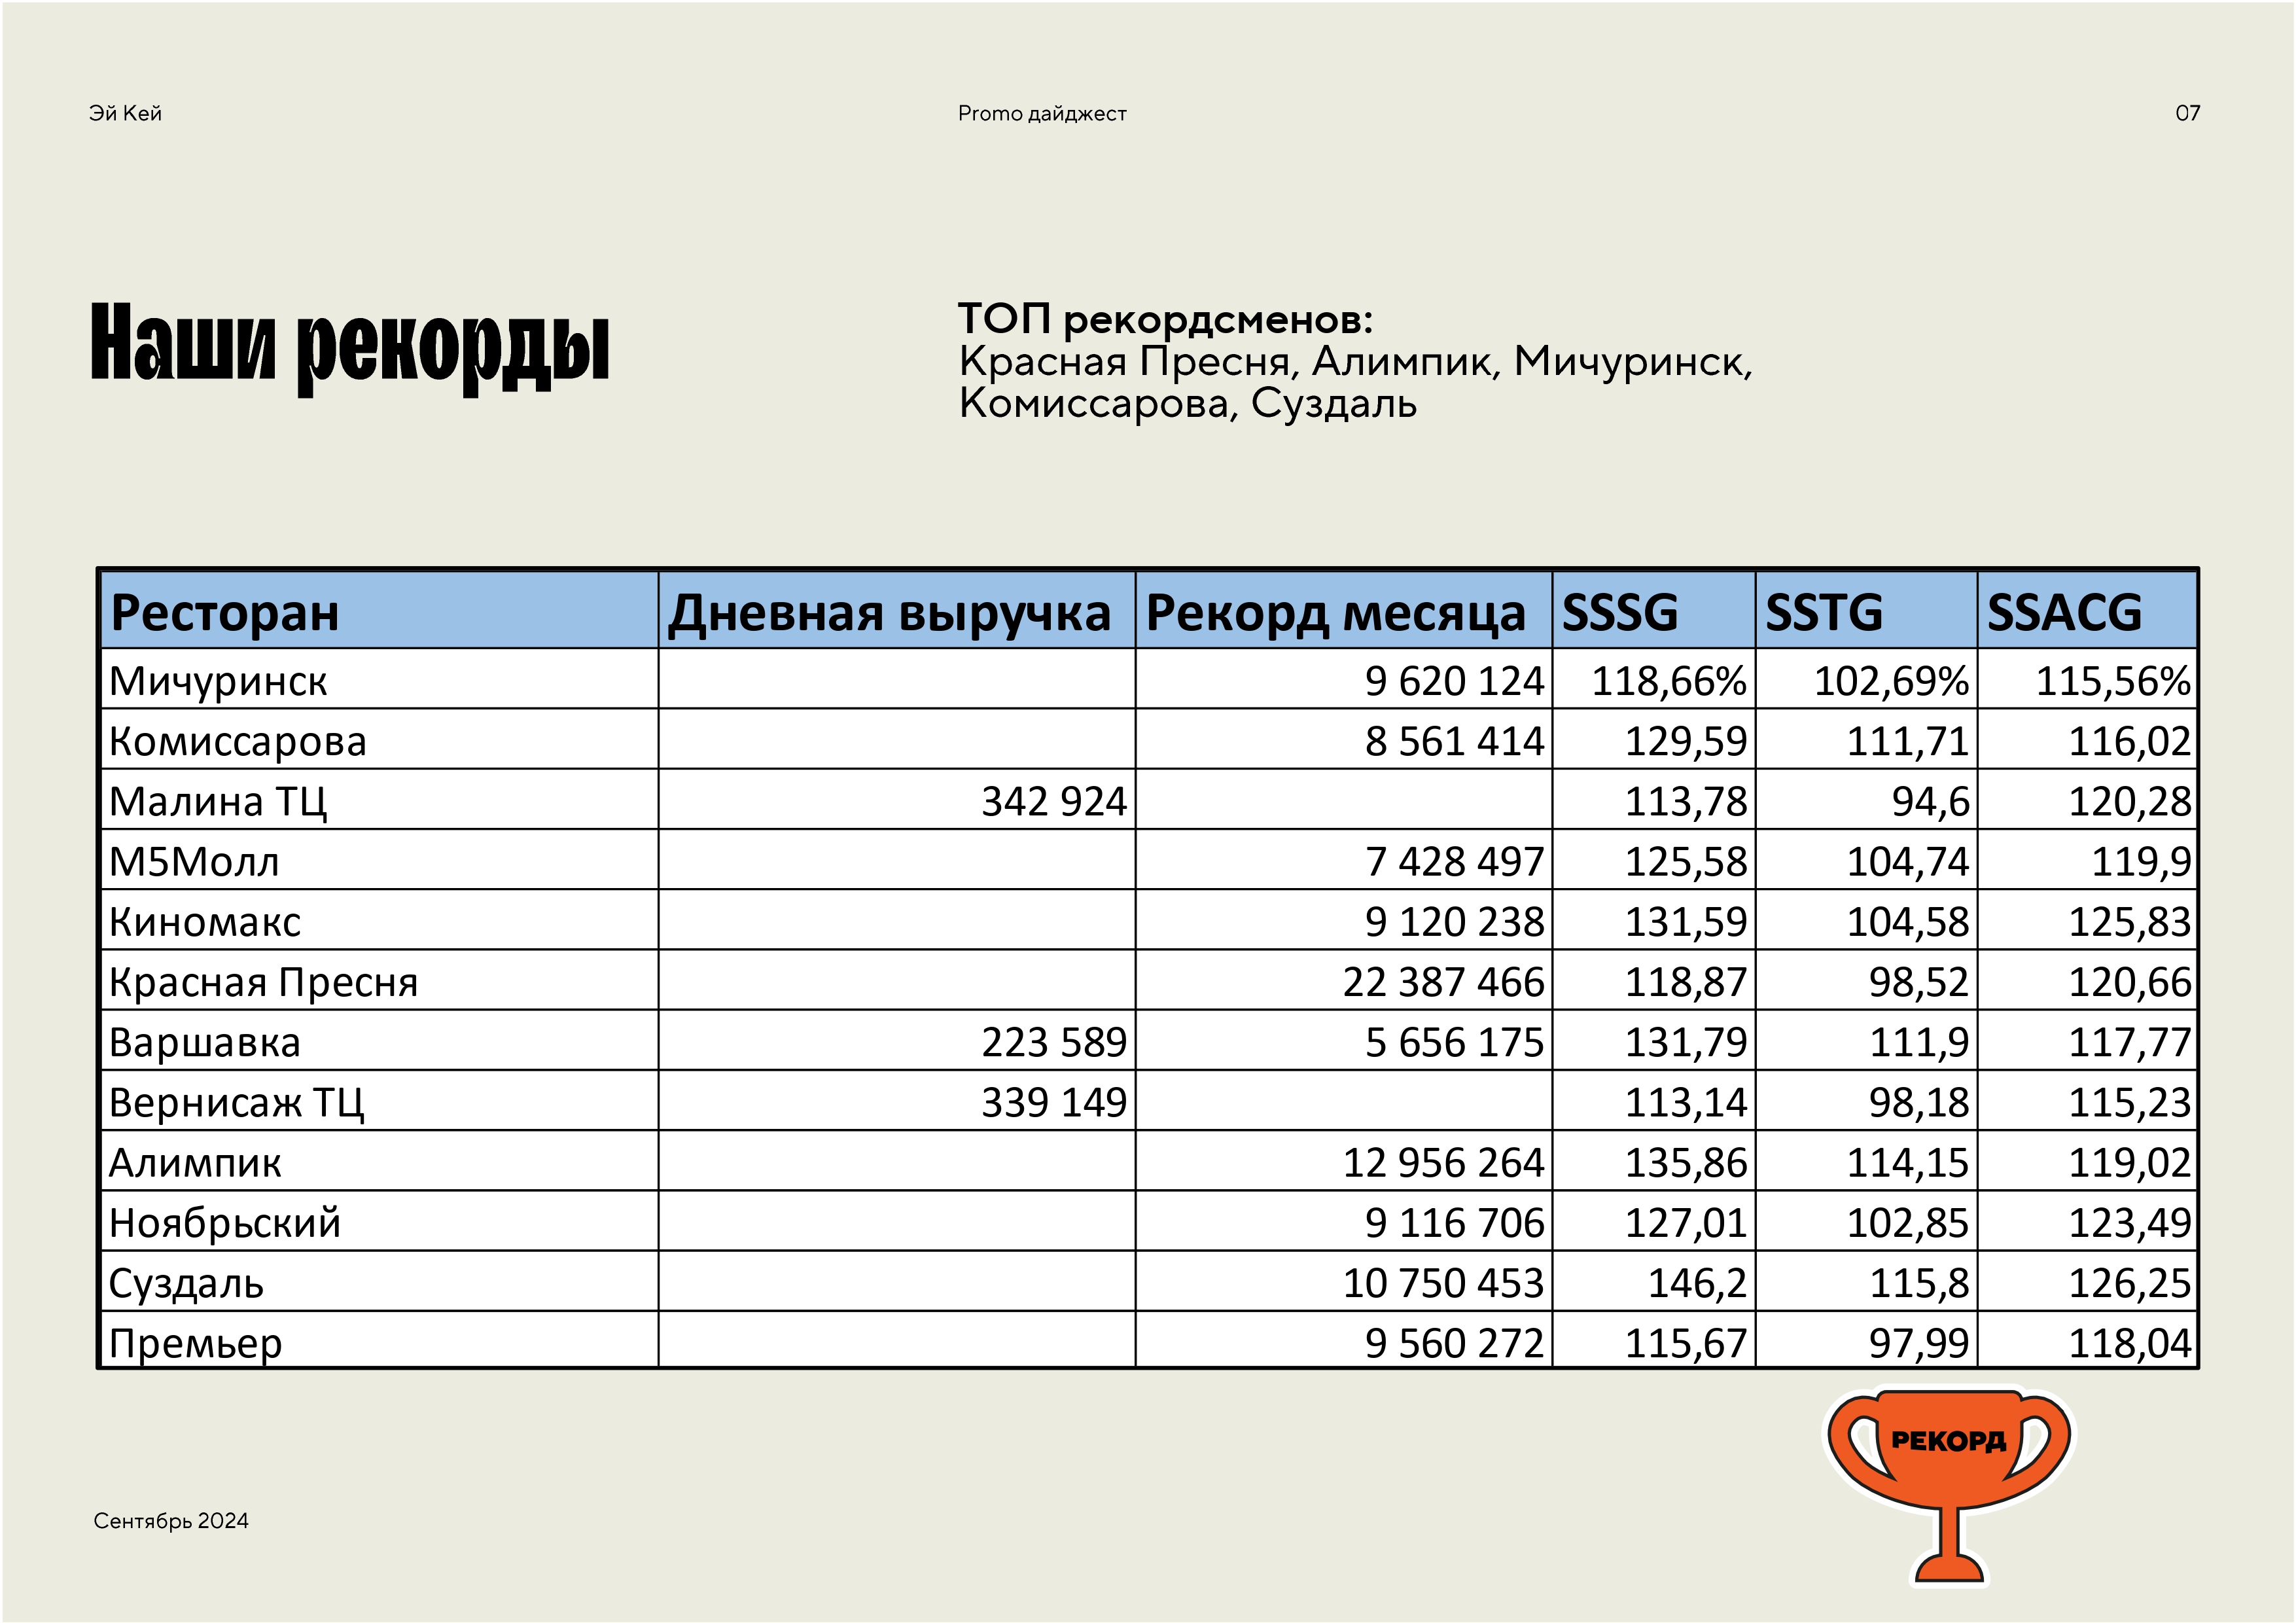 Эй Кей
Promo дайджест
07
Наши рекорды
ТОП рекордсменов:
Красная Пресня, Алимпик, Мичуринск,
Комиссарова, Суздаль
Ресторан Дневная выручка Рекорд месяца SSSG SSTG SSACG
Мичуринск 9 620 124 118,66% 102,69% 115,56%
Комиссарова 8 561 414 129,59 111,71 116,02
Малина ТЦ 342 924 113,78 94,6 120,28
М5Молл 7 428 497 125,58 104,74 119,9
Киномакс 9 120 238 131,59 104,58 125,83
Красная Пресня 22 387 466 118,87 98,52 120,66
Варшавка 223 589 5 656 175 131,79 111,9 117,77
Вернисаж ТЦ 339 149 113,14 98,18 115,23
Алимпик 12 956 264 135,86 114,15 119,02
Ноябрьский 9 116 706 127,01 102,85 123,49
Суздаль 10 750 453 146,2 115,8 126,25
Премьер 9 560 272 115,67 97,99 118,04
РЕКОРД
Сентябрь 2024